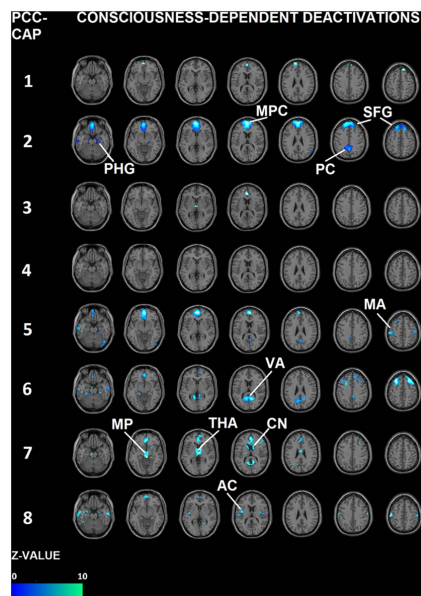 PCC- CONSCIOUSNESS-DEPENDENT DEACTIVATIONS
CAP
1
2
MPC
SFG
PHG
PC
3
4
5
MA
6
VA
7
MP
THA
CN
8
AC
Z-VALUE
0
10